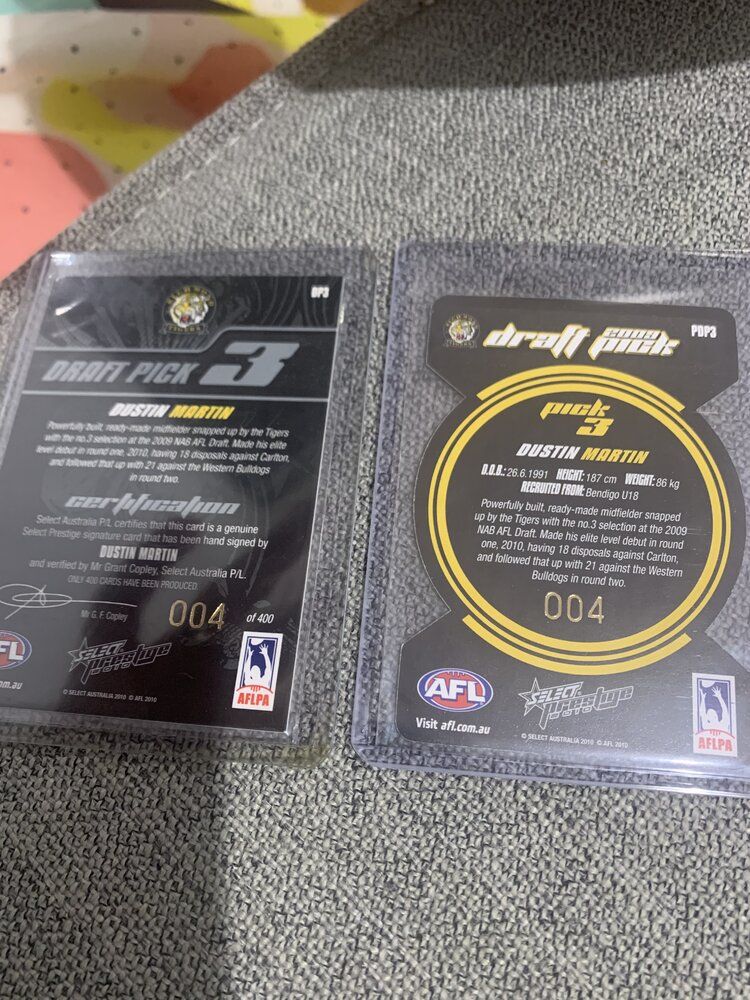 RICHMOND
TIGERS
DP3
DRAFT PICK 3
DUSTIN MARTIN
Powerfully built, ready-made midfielder snapped up by the Tigers
with the no.3 selection at the 2009 NAB AFL Draft. Made his elite
level debut in round one, 2010, having 18 disposals against Carlton,
and followed that up with 21 against the Western Bulldogs
in round two.
certification
Select Australia P/L certifies that this card is a genuine
Select Prestige signature card that has been hand signed by
DUSTIN MARTIN
and verified by Mr Grant Copley, Select Australia P/L.
ONLY 400 CARDS HAVE BEEN PRODUCED
Mr G. F. Copley
004 of 400
FL
SELECT
prestige
AFLPA
m.au
© SELECT AUSTRALIA 2010 © AFL 2010
PDP3
draft 2009 pick
pick
3
DUSTIN MARTIN
D.O.B.: 26.6.1991 HEIGHT: 187 cm WEIGHT: 86 kg
RECRUITED FROM: Bendigo U18
Powerfully built, ready-made midfielder snapped
up by the Tigers with the no.3 selection at the 2009
NAB AFL Draft. Made his elite level debut in round
one, 2010, having 18 disposals against Carlton,
and followed that up with 21 against the Western
Bulldogs in round two.
004
AFL
SELECT
prestige
AFLPA
Visit afl.com.au
© SELECT AUSTRALIA 2010 © AFL 2010